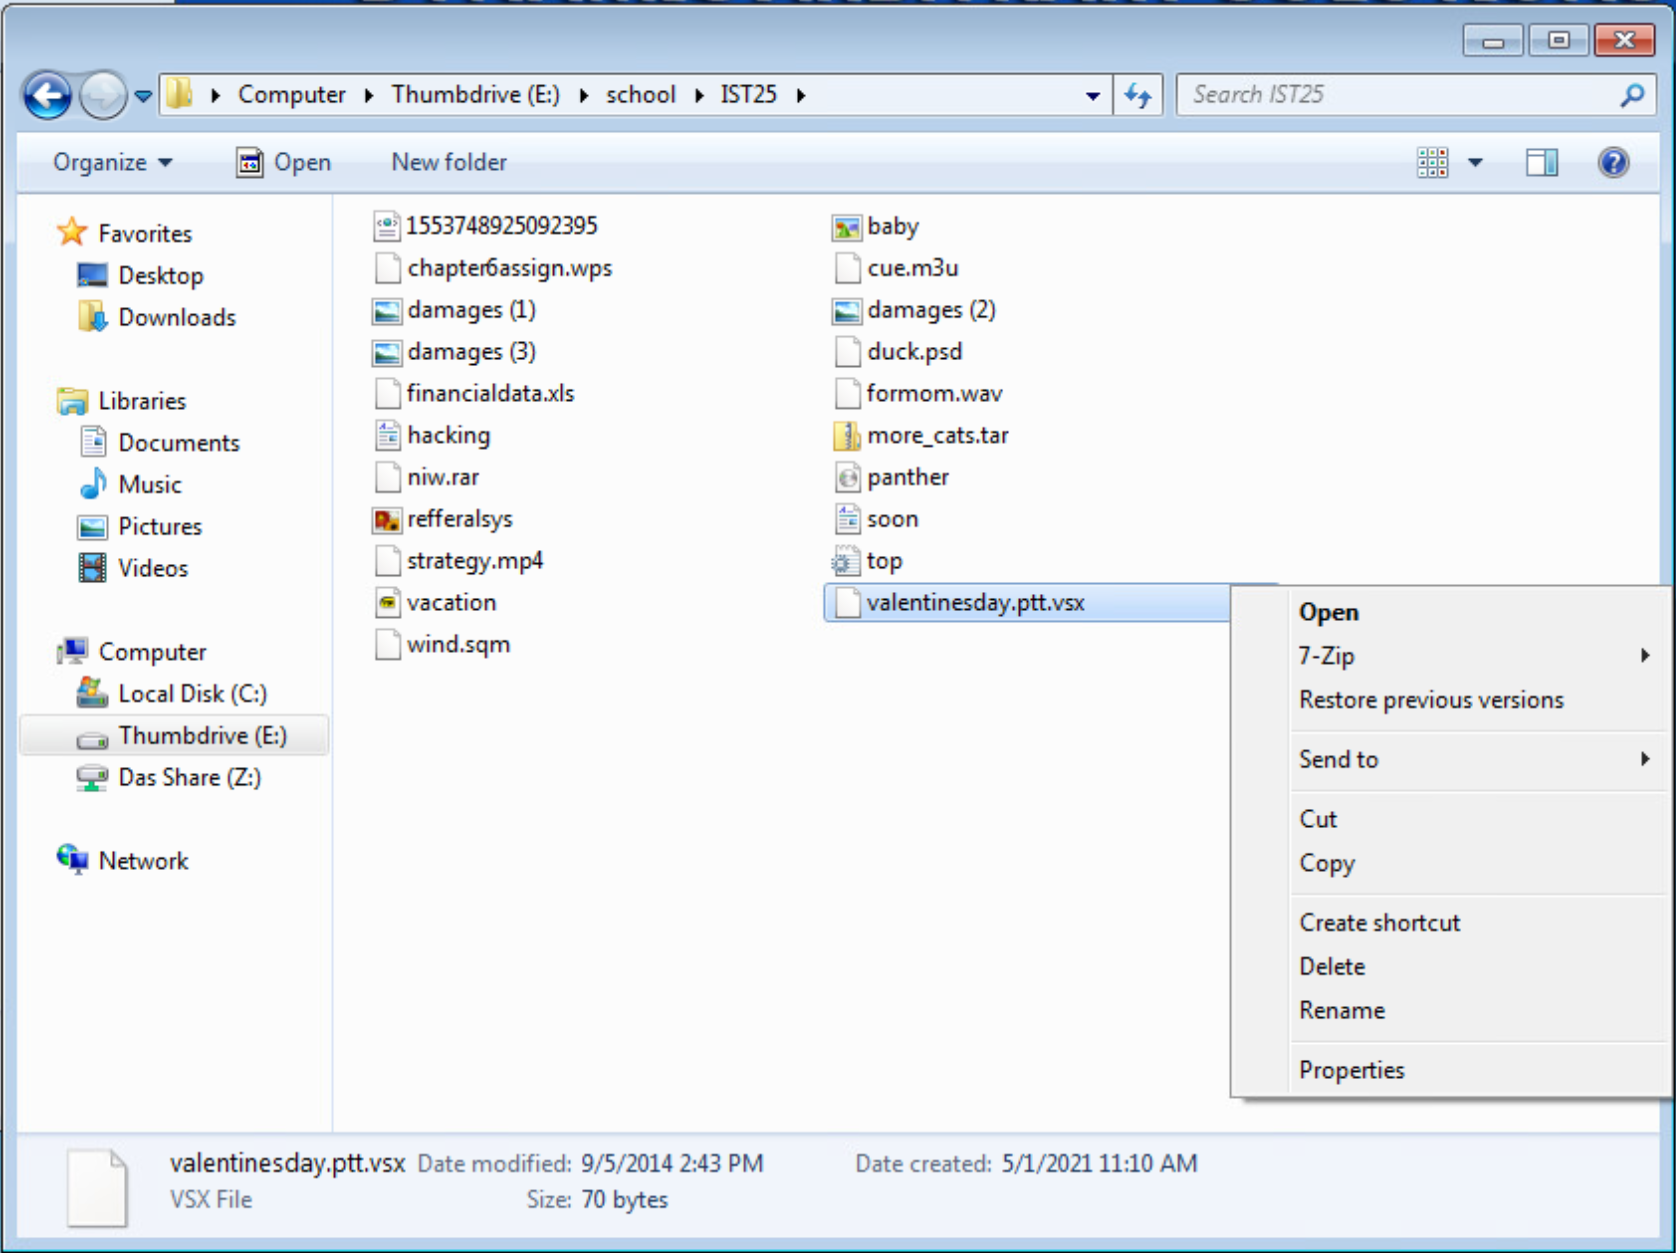 Computer Thumbdrive (E:) school IST25
Search IST25
Organize Open New folder
Favorites
Desktop
Downloads
Libraries
Documents
Music
Pictures
Videos
Computer
Local Disk (C:)
Thumbdrive (E:)
Das Share (Z:)
Network
1553748925092395 baby
chapter6assign.wps cue.m3u
damages (1) damages (2)
damages (3) duck.psd
financialdata.xls formom.wav
hacking more_cats.tar
niw.rar panther
refferalsys soon
strategy.mp4 top
vacation valentinesday.ptt.vsx
wind.sqm
Open
7-Zip
Restore previous versions
Send to
Cut
Copy
Create shortcut
Delete
Rename
Properties
valentinesday.ptt.vsx Date modified: 9/5/2014 2:43 PM Date created: 5/1/2021 11:10 AM
VSX File Size: 70 bytes